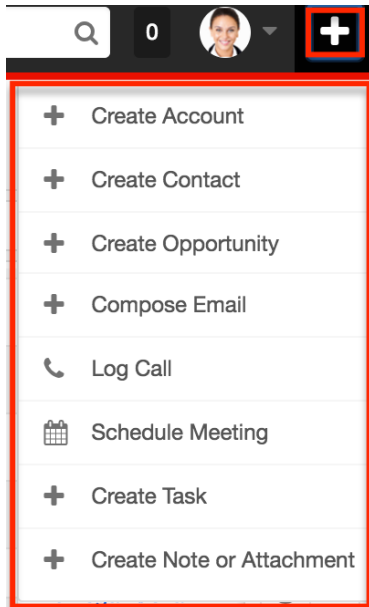 0
Create Account
Create Contact
Create Opportunity
Compose Email
Log Call
Schedule Meeting
Create Task
Create Note or Attachment